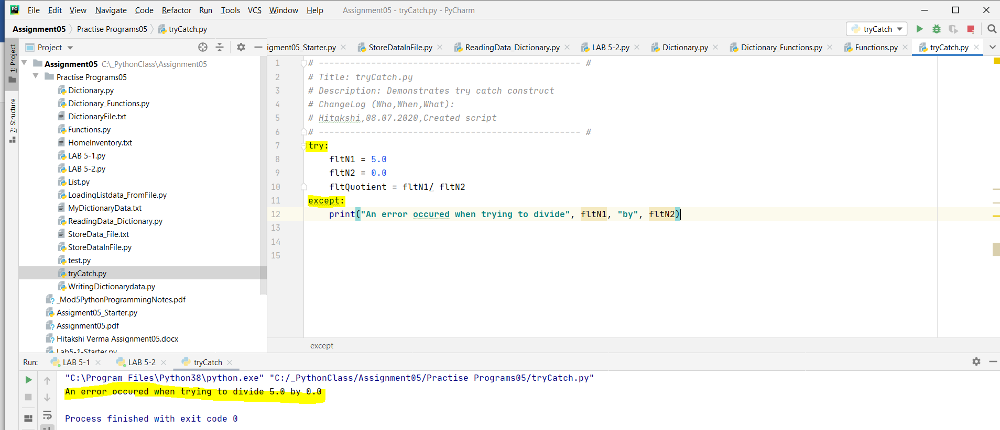 File Edit View Navigate Code Refactor Run Tools VCS Window Help Assignment05 - tryCatch.py - PyCharm
Assignment05 Practise Programs05 tryCatch.py tryCatch
Project igment05_Starter.py StoreDataInFile.py ReadingData_Dictionary.py LAB 5-2.py Dictionary.py Dictionary_Functions.py Functions.py tryCatch.py
1: Project
7: Structure
Assignment05 C:\_PythonClass\Assignment05
Practise Programs05
Dictionary.py
Dictionary_Functions.py
DictionaryFile.txt
Functions.py
HomeInventory.txt
LAB 5-1.py
LAB 5-2.py
List.py
LoadingListdata_FromFile.py
MyDictionaryData.txt
ReadingData_Dictionary.py
StoreData_File.txt
StoreDataInFile.py
test.py
tryCatch.py
WritingDictionarydata.py
_Mod5PythonProgrammingNotes.pdf
Assigment05_Starter.py
Assignment05.pdf
Hitakshi Verma Assignment05.docx
Lab5-1-Starter.py
1 # -------------------------------------------------- #
2 # Title: tryCatch.py
3 # Description: Demonstrates try catch construct
4 # ChangeLog (Who,When,What):
5 # Hitakshi,08.07.2020,Created script
6 # -------------------------------------------------- #
7 try:
8 fltN1 = 5.0
9 fltN2 = 0.0
10 fltQuotient = fltN1/ fltN2
11 except:
12 print("An error occured when trying to divide", fltN1, "by", fltN2)
13
14
15
except
Run: LAB 5-1 LAB 5-2 tryCatch
"C:\Program Files\Python38\python.exe" "C:/_PythonClass/Assignment05/Practise Programs05/tryCatch.py"
An error occured when trying to divide 5.0 by 0.0
Process finished with exit code 0